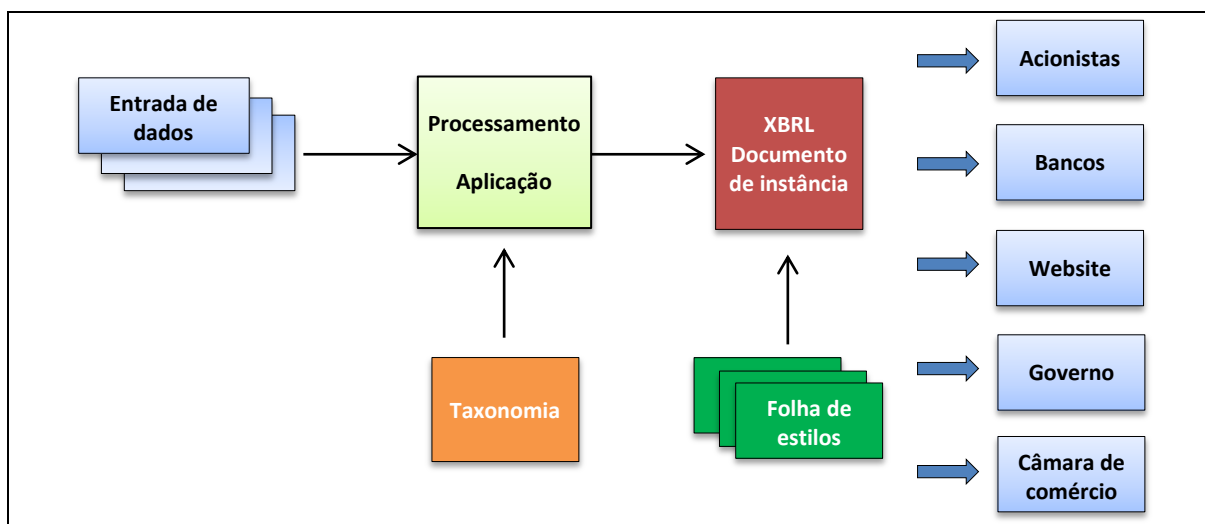 Entrada de
dados
Processamento
Aplicação
XBRL
Documento
de instância
Taxonomia
Folha de
estilos
Acionistas
Bancos
Website
Governo
Câmara de
comércio